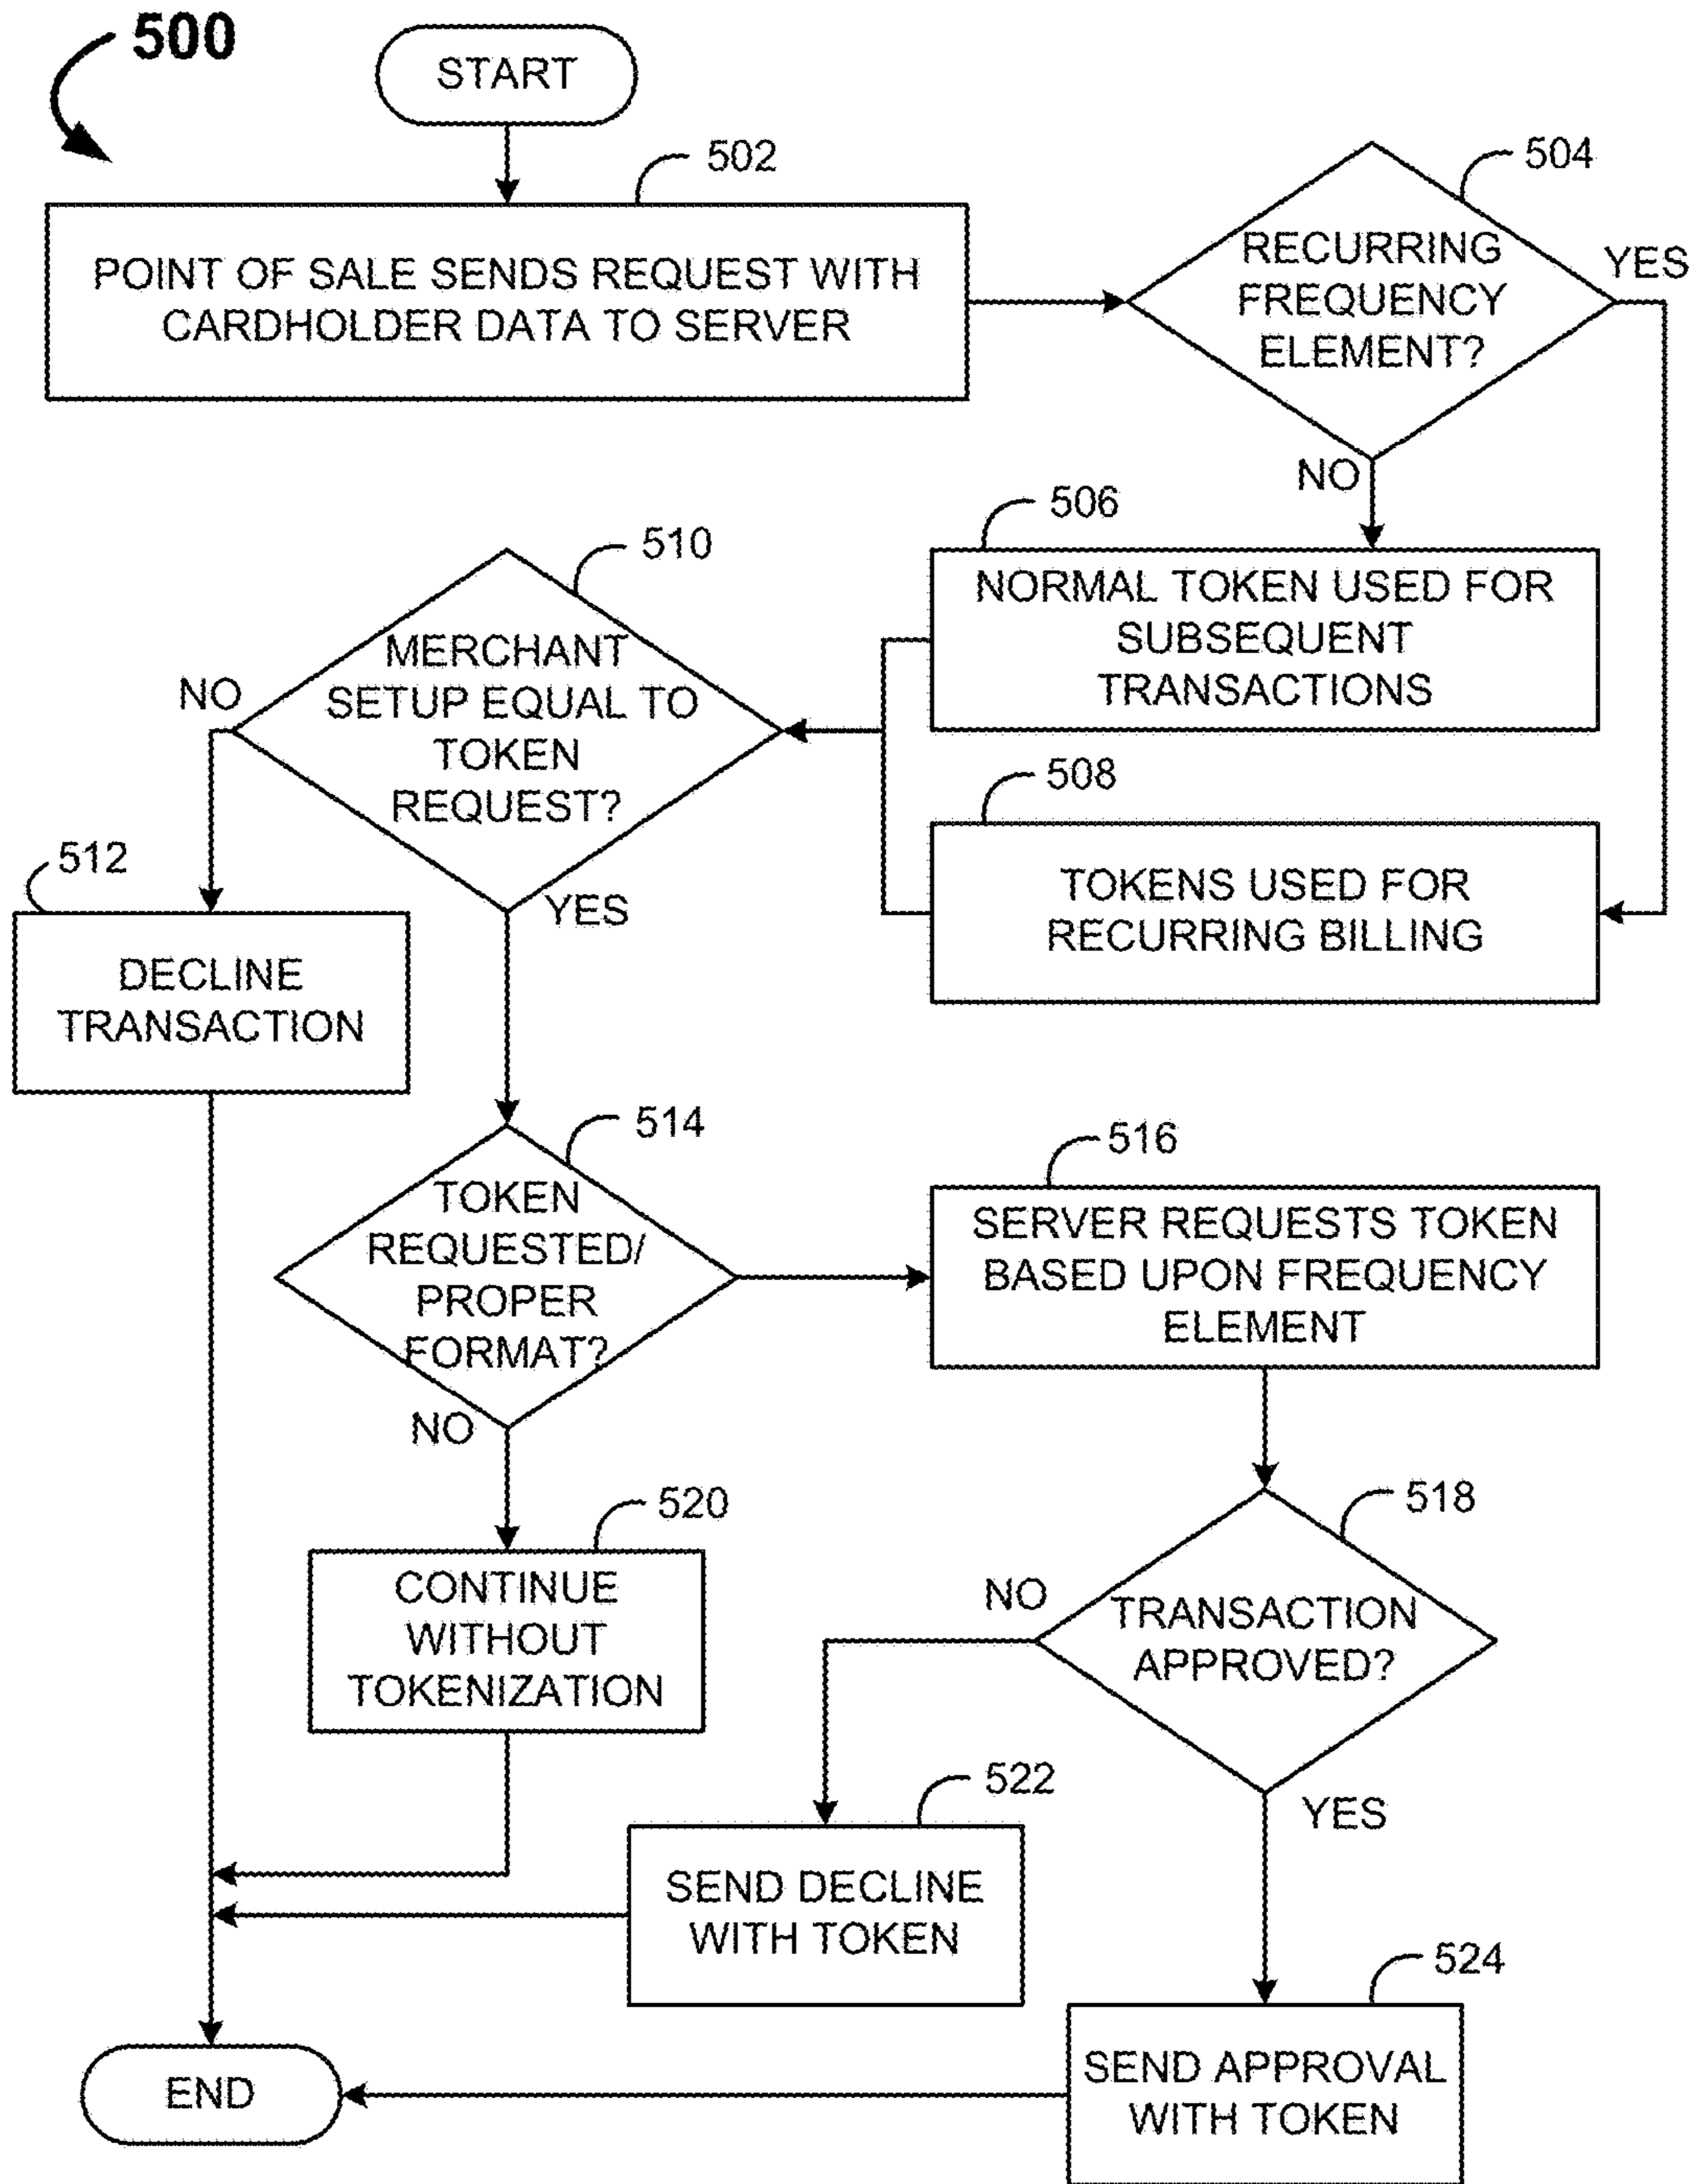 500
START
502
POINT OF SALE SENDS REQUEST WITH
CARDHOLDER DATA TO SERVER
504
RECURRING
FREQUENCY
ELEMENT?
YES
NO
506
NORMAL TOKEN USED FOR
SUBSEQUENT
TRANSACTIONS
508
TOKENS USED FOR
RECURRING BILLING
510
MERCHANT
SETUP EQUAL TO
TOKEN
REQUEST?
NO
YES
512
DECLINE
TRANSACTION
514
TOKEN
REQUESTED/
PROPER
FORMAT?
NO
516
SERVER REQUESTS TOKEN
BASED UPON FREQUENCY
ELEMENT
518
TRANSACTION
APPROVED?
NO
YES
520
CONTINUE
WITHOUT
TOKENIZATION
522
SEND DECLINE
WITH TOKEN
524
SEND APPROVAL
WITH TOKEN
END